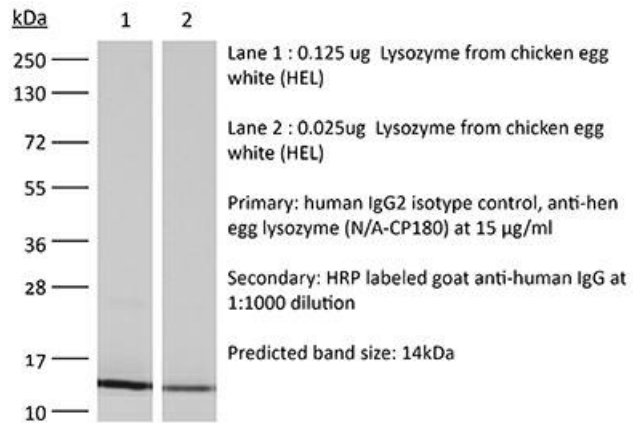 kDa
1 2
250
130
72
55
36
28
17
10
Lane 1 : 0.125 ug Lysozyme from chicken egg
white (HEL)
Lane 2 : 0.025ug Lysozyme from chicken egg
white (HEL)
Primary: human IgG2 isotype control, anti-hen
egg lysozyme (N/A-CP180) at 15 µg/ml
Secondary: HRP labeled goat anti-human IgG at
1:1000 dilution
Predicted band size: 14kDa